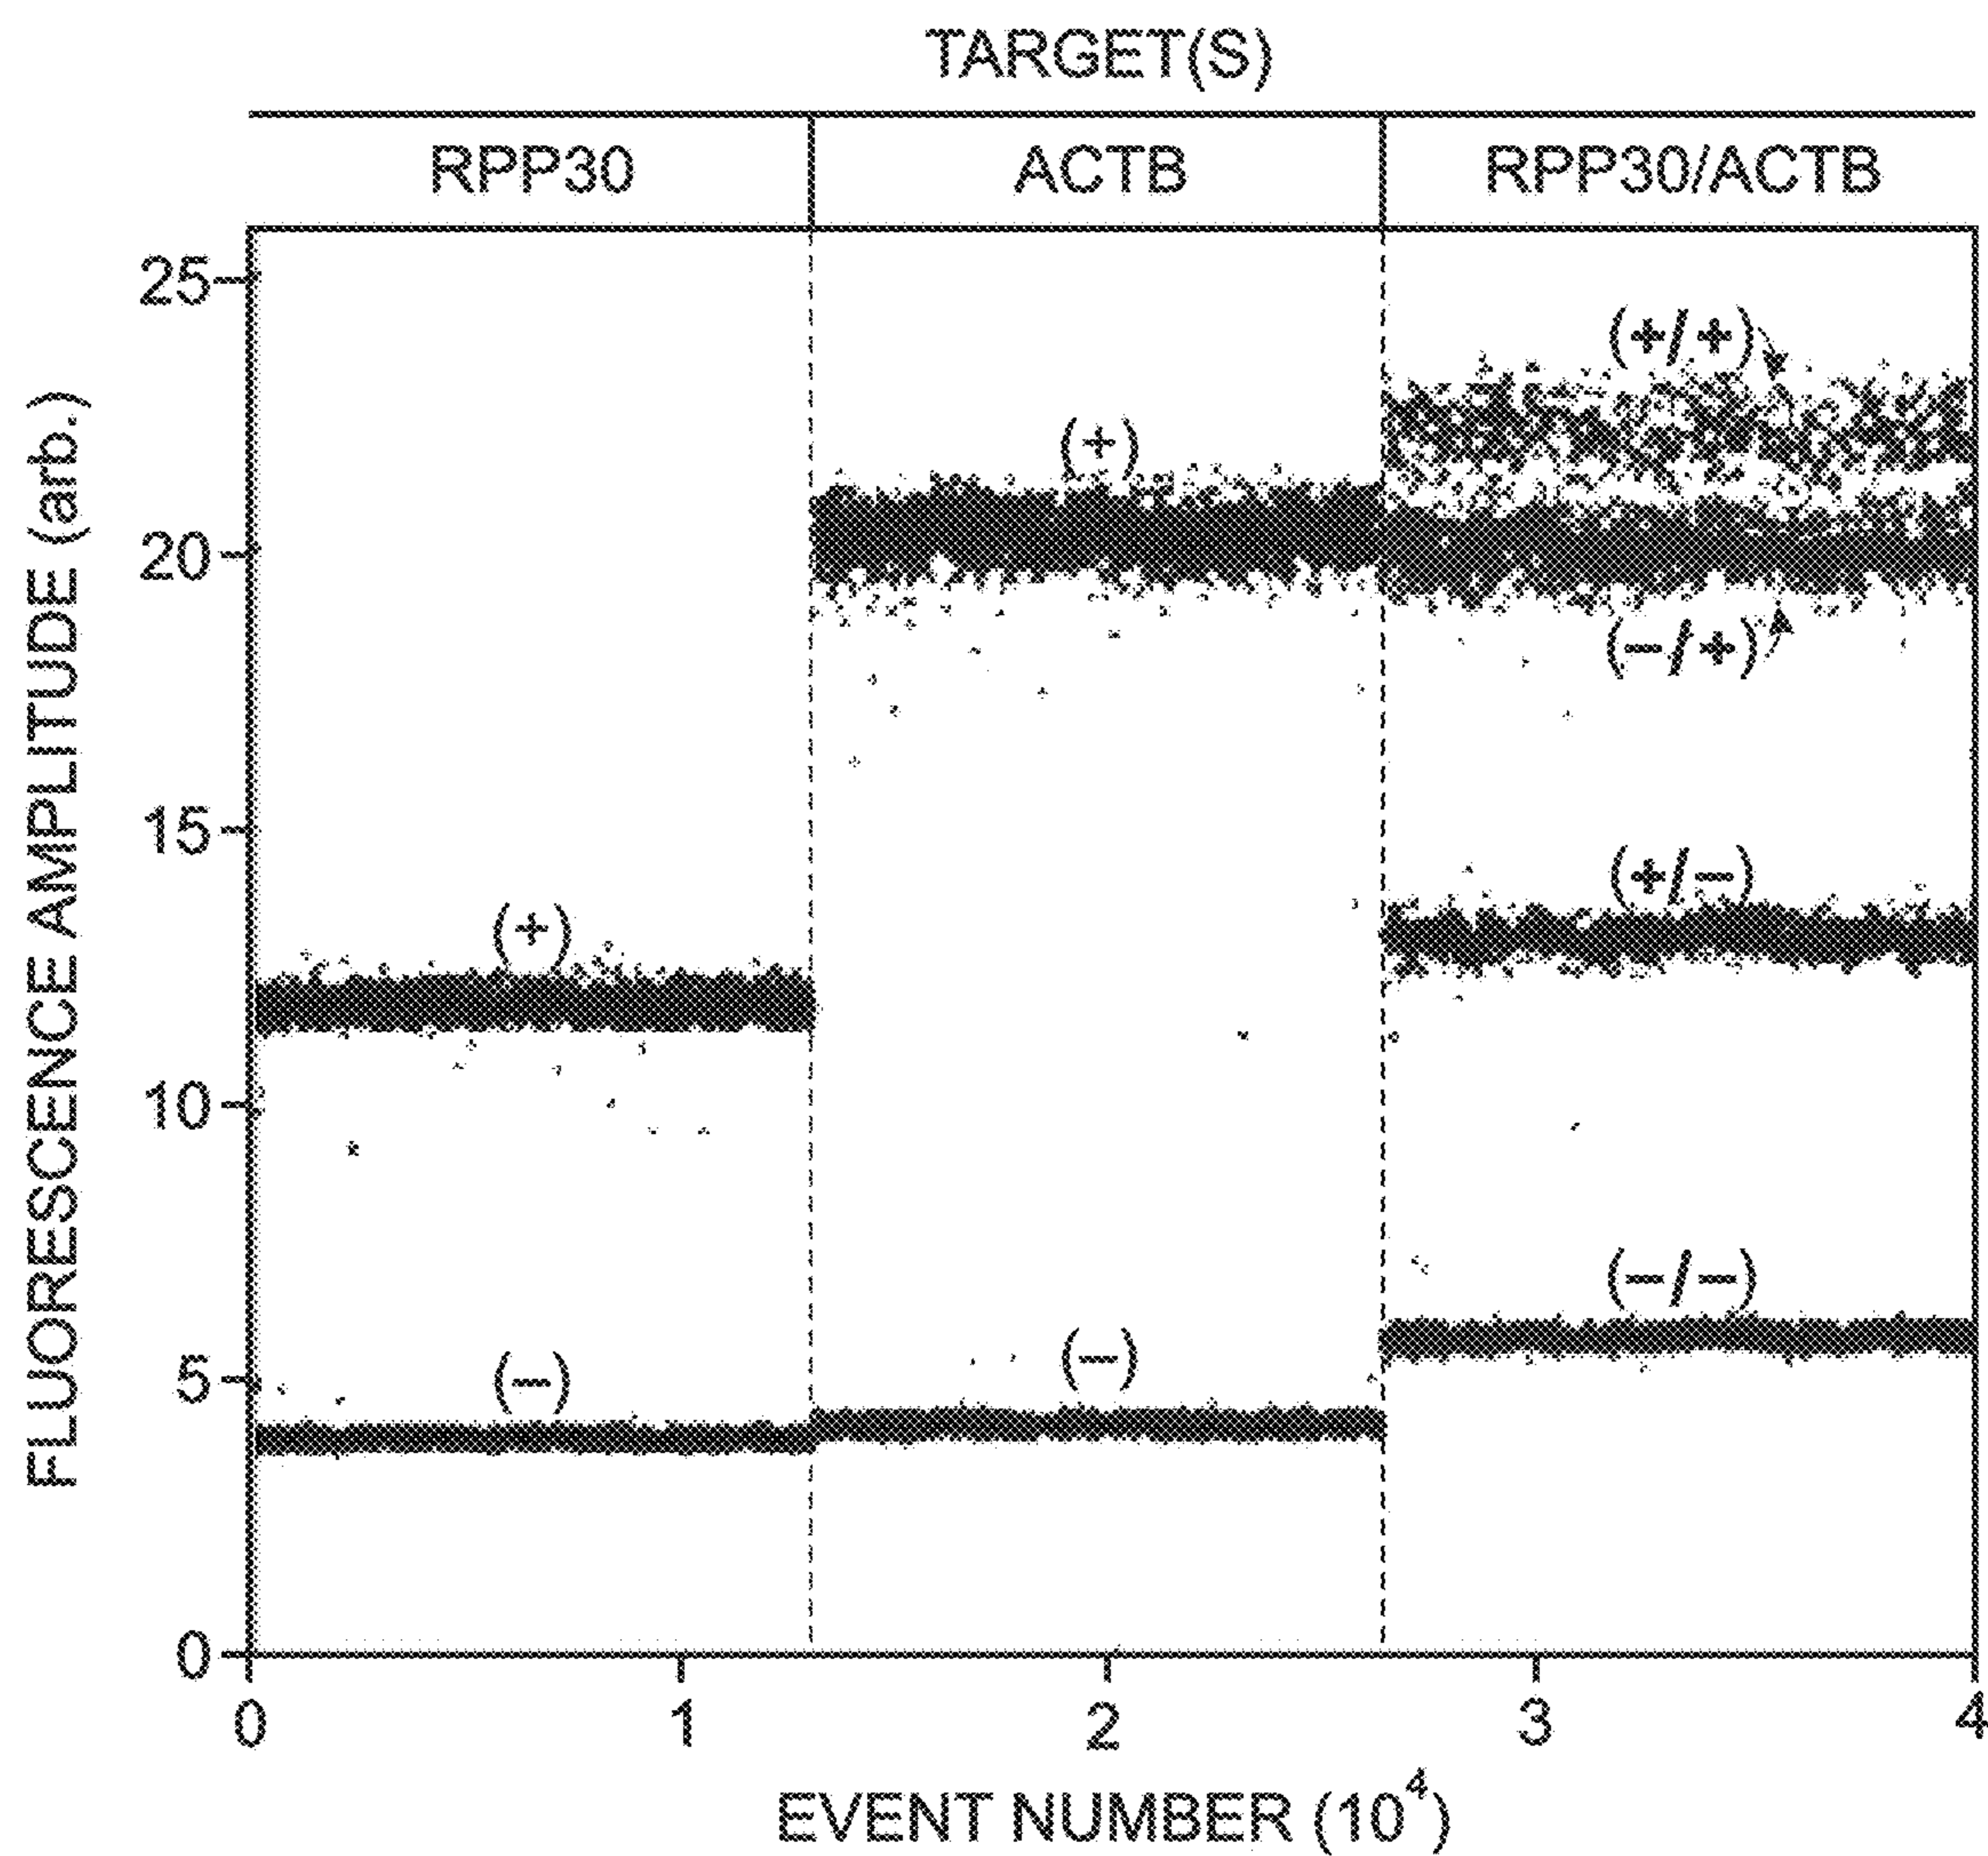 TARGET(S)
RPP30 ACTB RPP30/ACTB
25
(+/+)
(+)
20
(−/+)
15
(+/−)
(+)
10
(−/−)
5
(−) (−)
0
0 1 2 3 4
EVENT NUMBER (10⁴)
FLUORESCENCE AMPLITUDE (arb.)